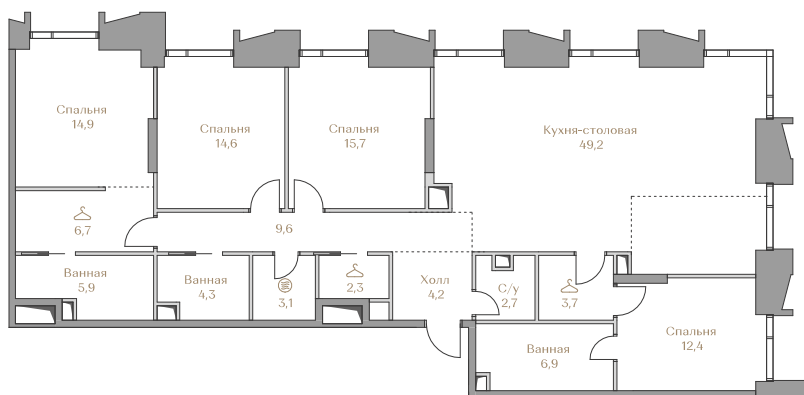 Спальня
14,9
Спальня
14,6
Спальня
15,7
Кухня-столовая
49,2
6,7
9,6
Ванная
5,9
Ванная
4,3
3,1
2,3
Холл
4,2
С/у
2,7
3,7
Спальня
12,4
Ванная
6,9